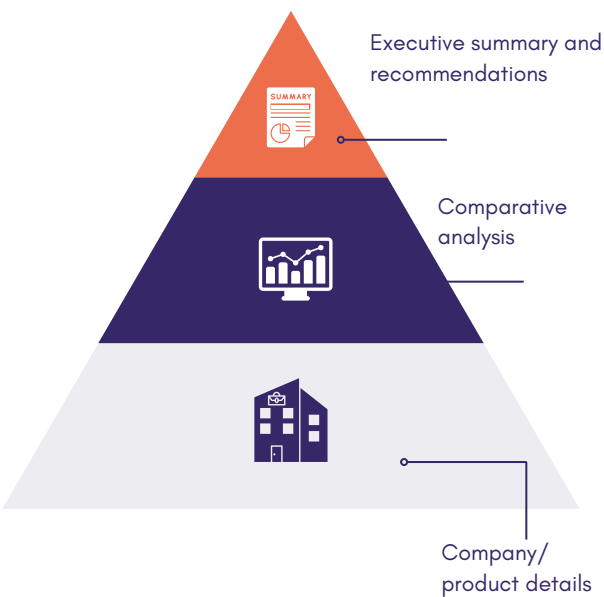 Executive summary and
recommendations
SUMMARY
Comparative
analysis
Company/
product details